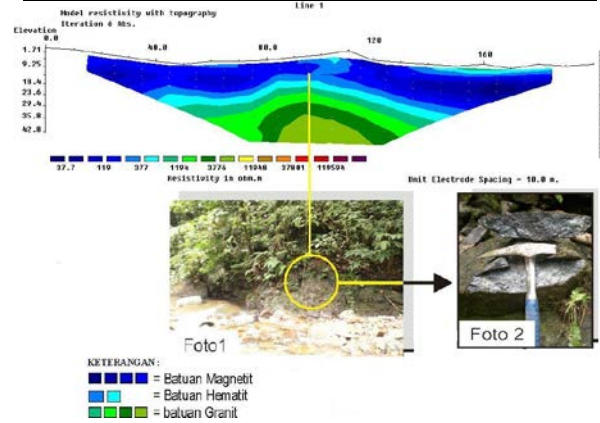 Line 1
Model resistivity with topography
Iteration 6 Abs.
Elevation
0.0 40.0 80.0 120 160
1.71
9.25
18.4
23.6
29.4
35.8
42.8
37.7 119 377 1194 3774 11948 37801 119594
Resistivity in ohm.m
Unit Electrode Spacing = 10.0 m.
Foto1
Foto 2
KETERANGAN:
= Batuan Magnetit
= Batuan Hematit
= batuan Granit